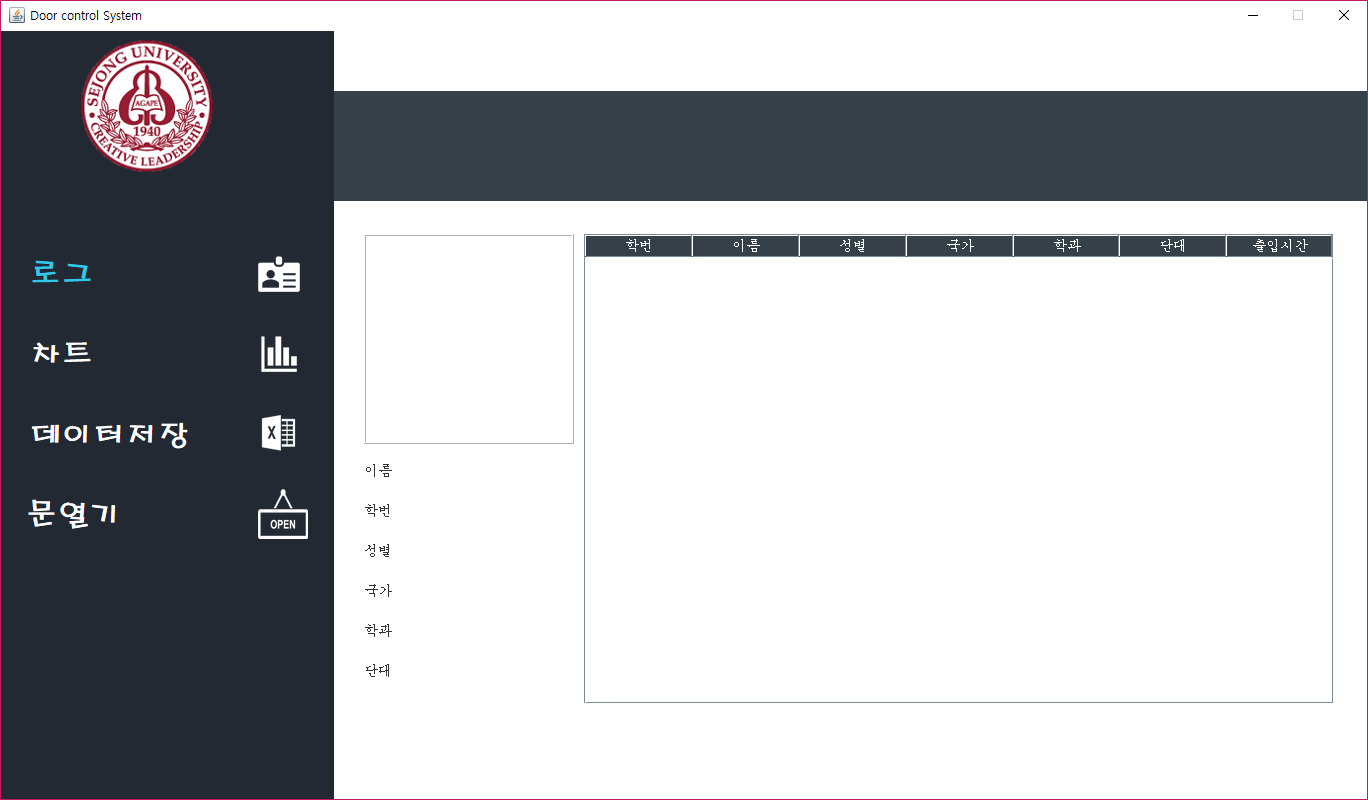 Door control System
SEJONG UNIVERSITY
AGAPE
1940
CREATIVE LEADERSHIP
로그
차트
데이터저장
X
문열기
OPEN
이름
학번
성별
국가
학과
단대
학번 이름 성별 국가 학과 단대 출입시간